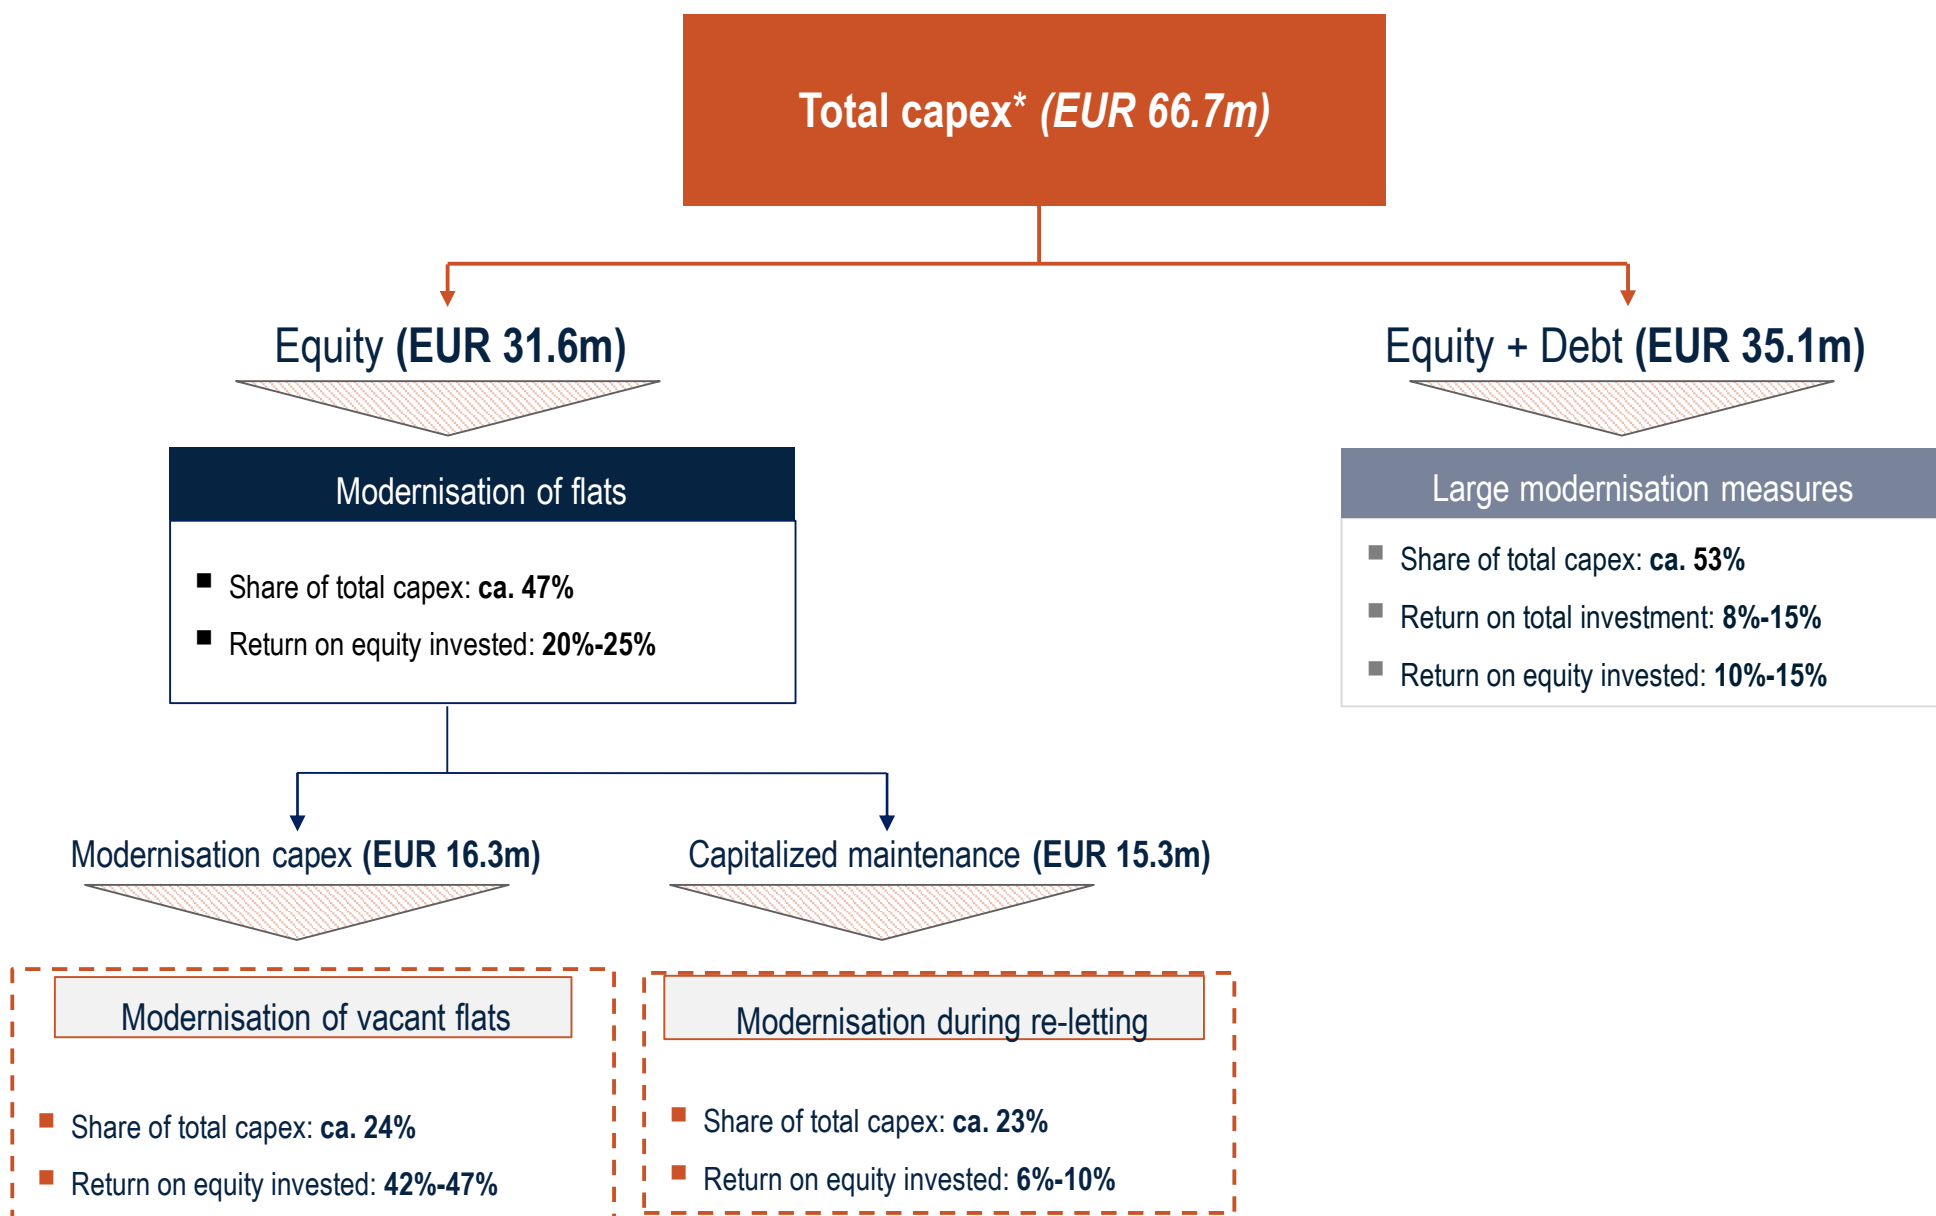 Total capex* (EUR 66.7m)
Equity (EUR 31.6m)
Equity + Debt (EUR 35.1m)
Modernisation of flats
Share of total capex: ca. 47%
Return on equity invested: 20%-25%
Large modernisation measures
Share of total capex: ca. 53%
Return on total investment: 8%-15%
Return on equity invested: 10%-15%
Modernisation capex (EUR 16.3m)
Capitalized maintenance (EUR 15.3m)
Modernisation of vacant flats
Share of total capex: ca. 24%
Return on equity invested: 42%-47%
Modernisation during re-letting
Share of total capex: ca. 23%
Return on equity invested: 6%-10%